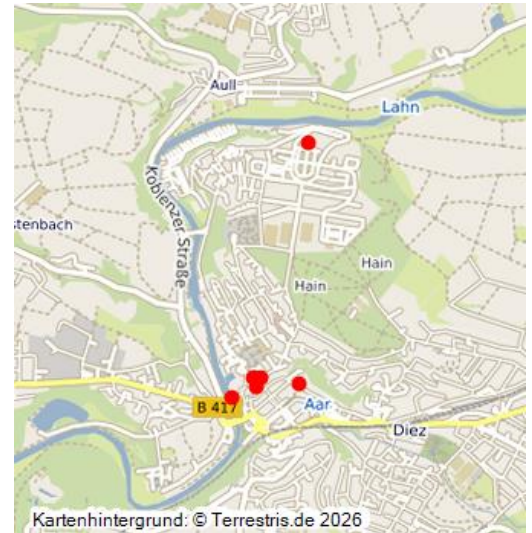 Aull
Lahn
Koblenzer Straße
stenbach
Hain
Hain
B 417
Aar
Diez
Kartenhintergrund: © Terrestris.de 2026